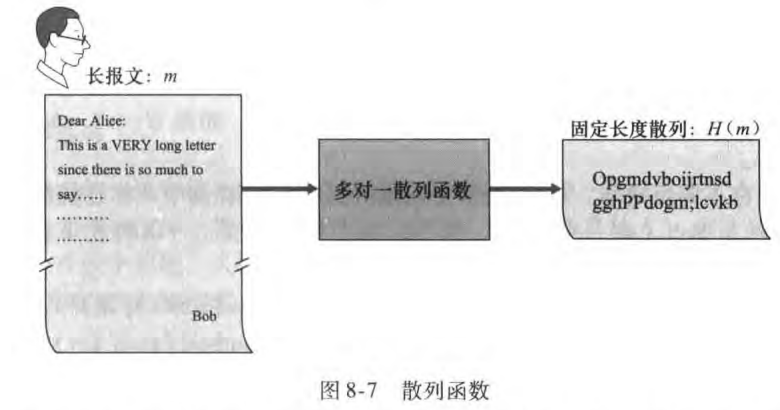 长报文：m
Dear Alice:
This is a VERY long letter
since there is so much to
say.....
..........
..........
Bob
多对一散列函数
固定长度散列：H(m)
Opgmdvboijrtnsd
gghPPdogm;lcvkb
图 8-7 散列函数